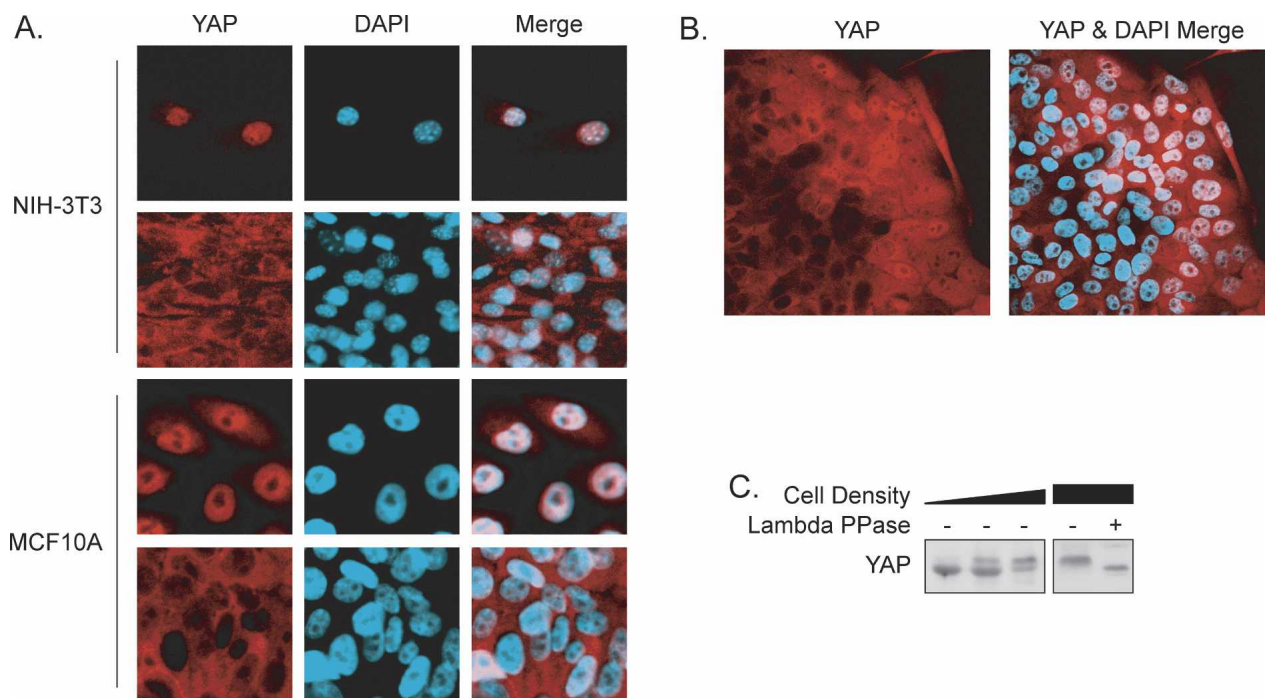 A.
YAP DAPI Merge
NIH-3T3
MCF10A
B.
YAP YAP & DAPI Merge
C.
Cell Density
Lambda PPase - - - - +
YAP